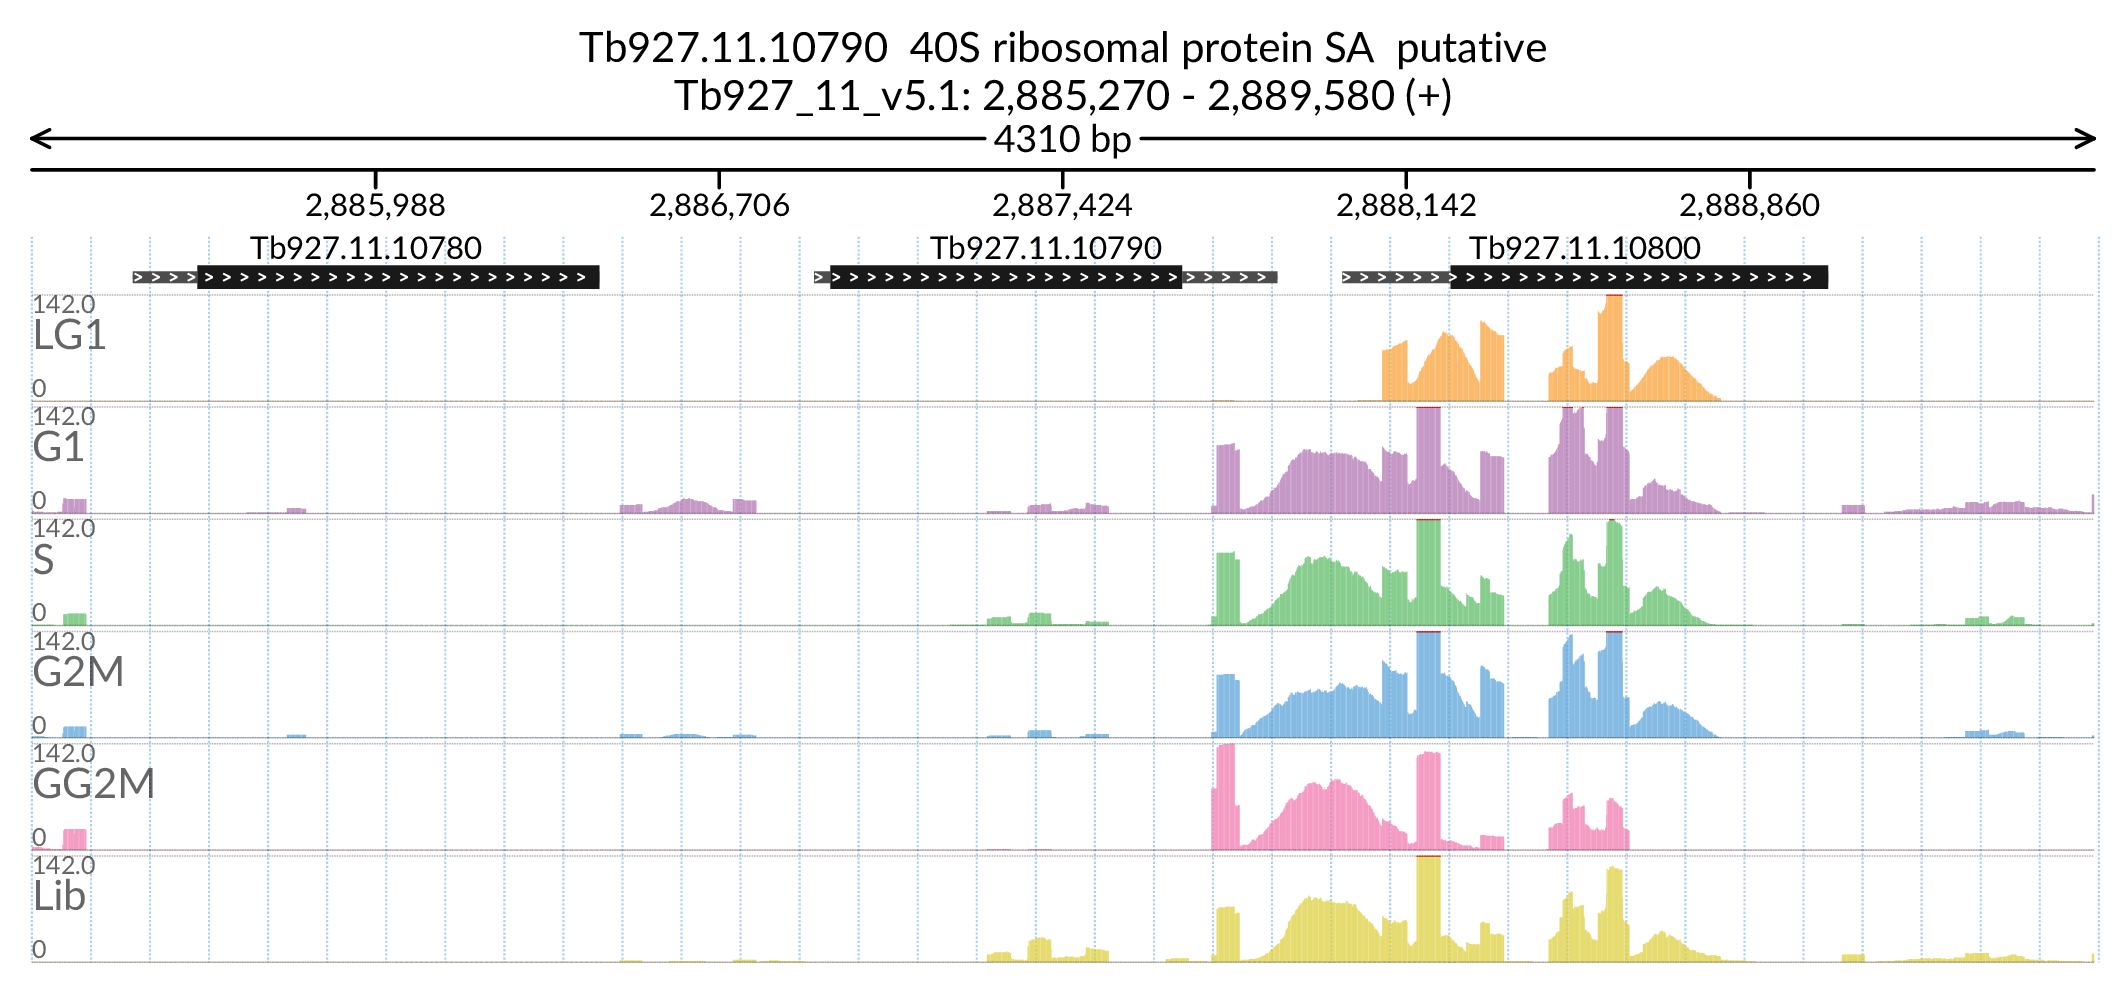 Tb927.11.10790  40S ribosomal protein SA  putative
Tb927_11_v5.1: 2,885,270 - 2,889,580 (+)
4310 bp
2,885,988 2,886,706 2,887,424 2,888,142 2,888,860
Tb927.11.10780 Tb927.11.10790 Tb927.11.10800
142.0
LG1
0
142.0
G1
0
142.0
S
0
142.0
G2M
0
142.0
GG2M
0
142.0
Lib
0